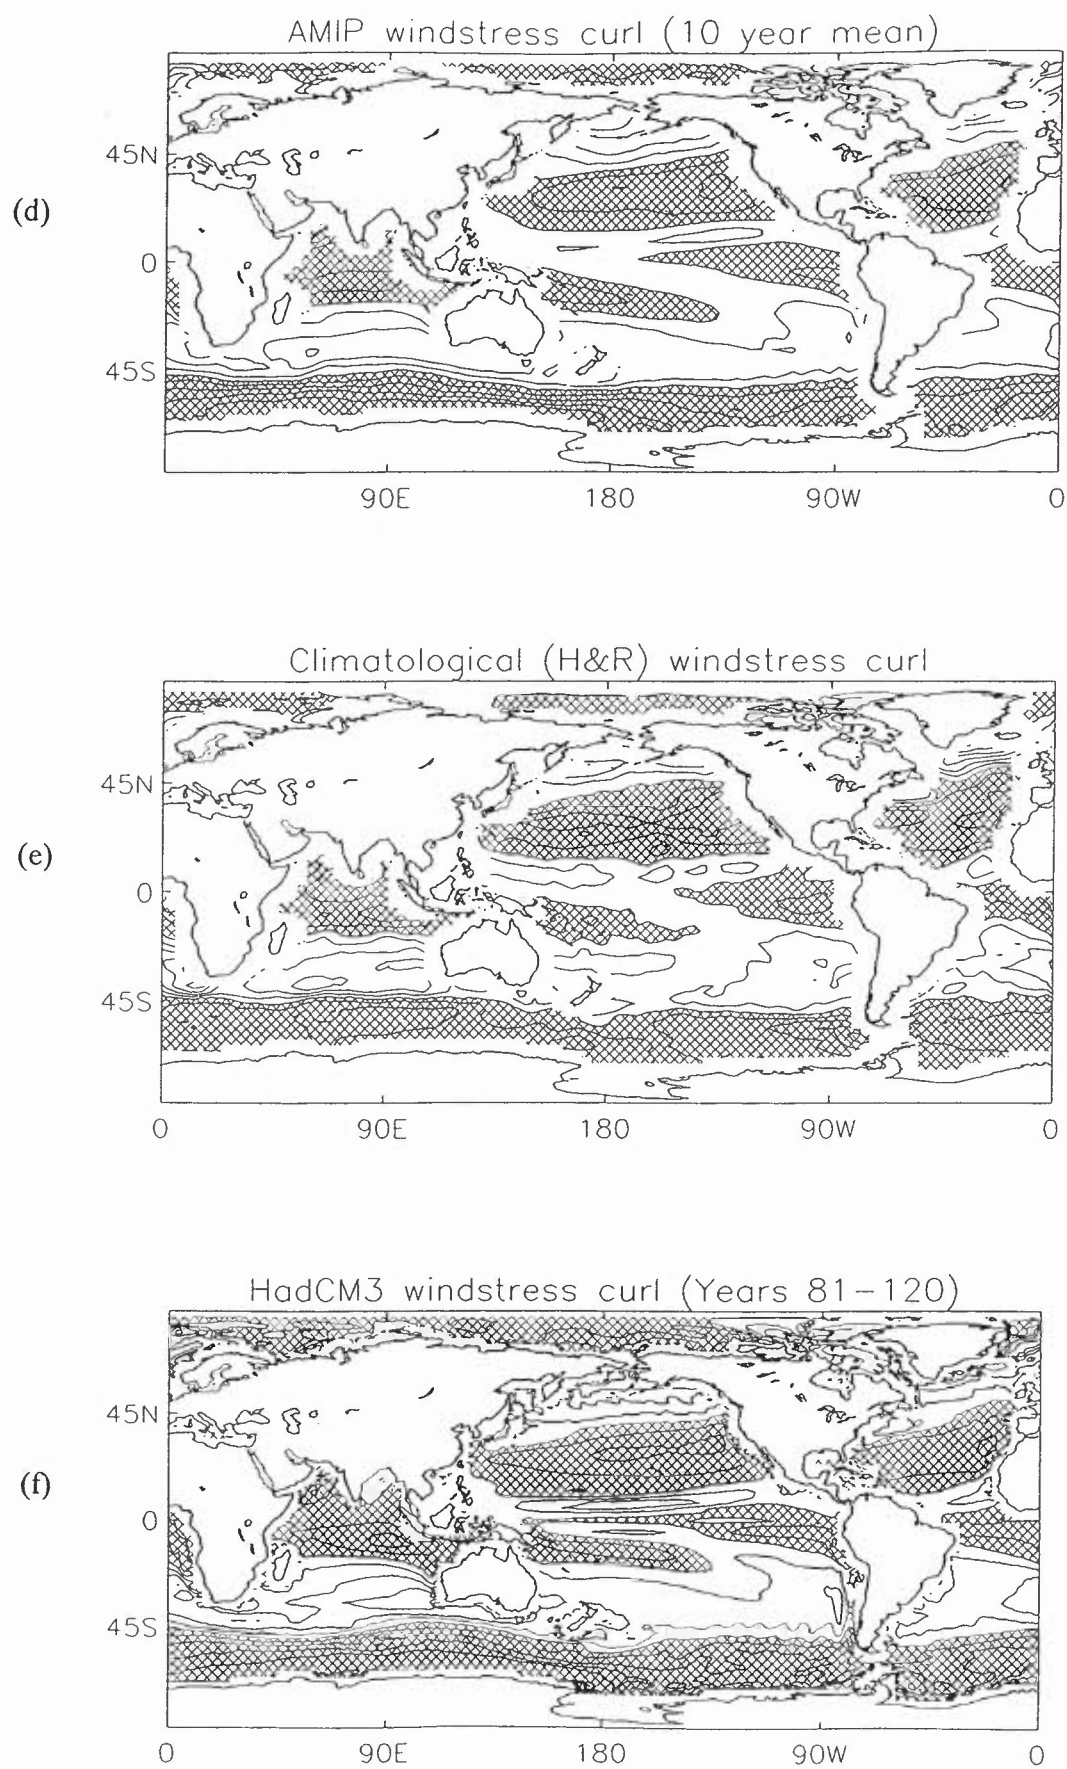 AMIP windstress curl (10 year mean)
(d)
45N
0
45S
90E 180 90W 0
Climatological (H&R) windstress curl
(e)
45N
0
45S
0 90E 180 90W 0
HadCM3 windstress curl (Years 81-120)
(f)
45N
0
45S
0 90E 180 90W 0